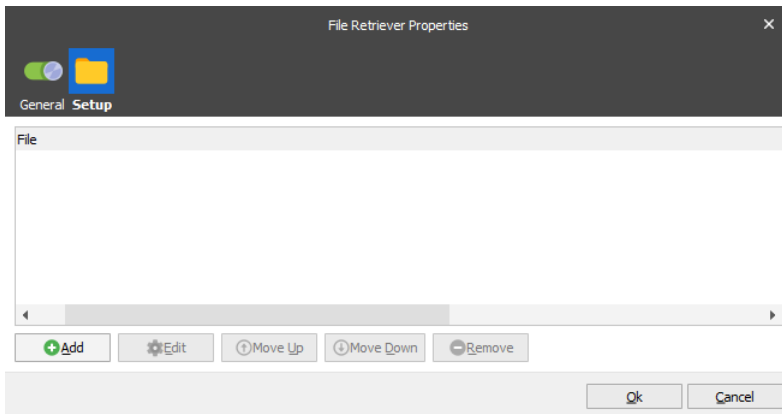 File Retriever Properties
General Setup
File
Add Edit Move Up Move Down Remove
Ok Cancel